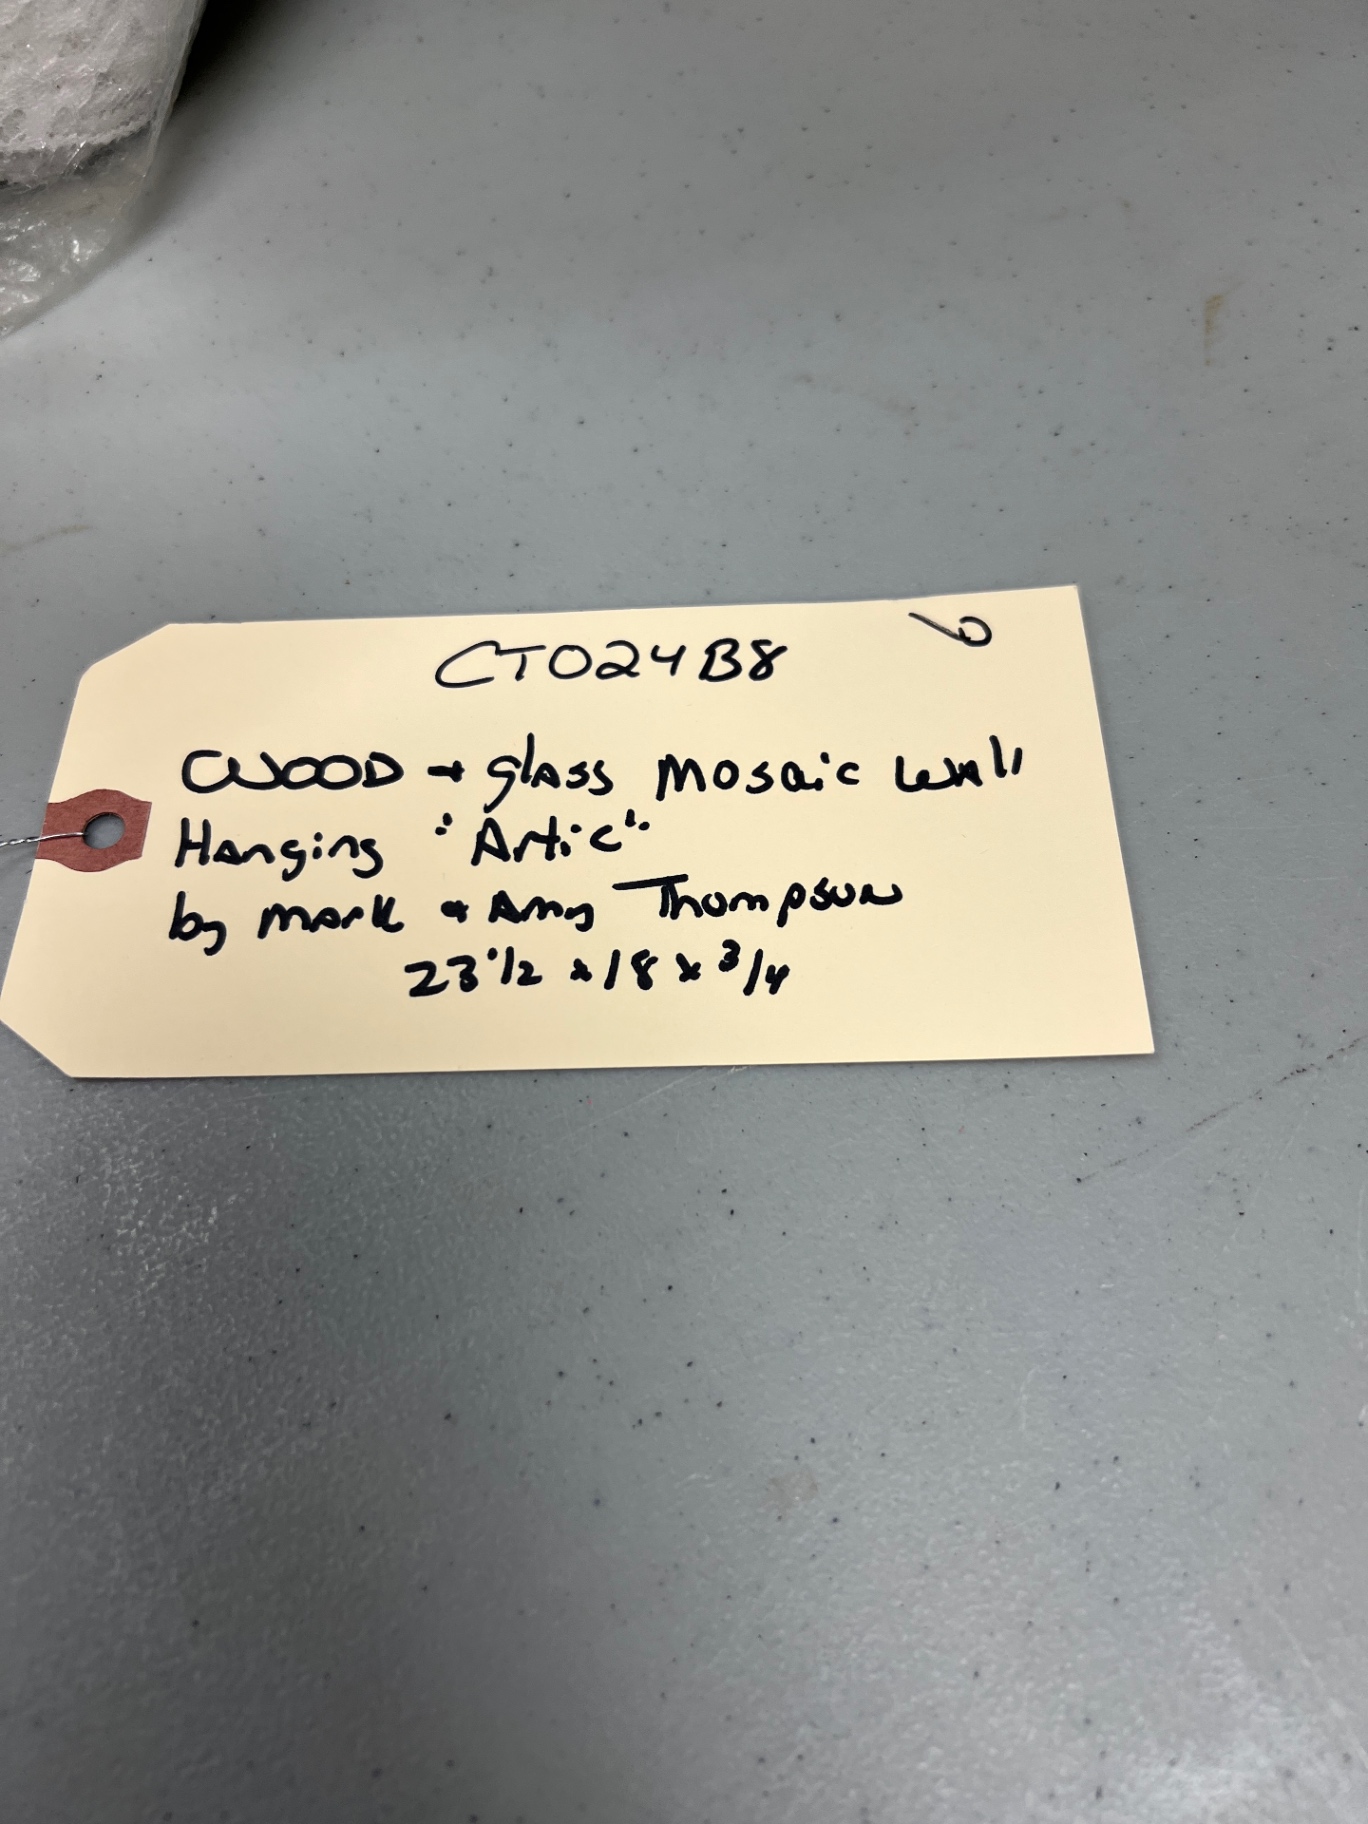 CT024B8
WOOD + glass mosaic wall
Hanging "Artic"
by Mark & Amy Thompson
23 1/2 x 18 x 3/4